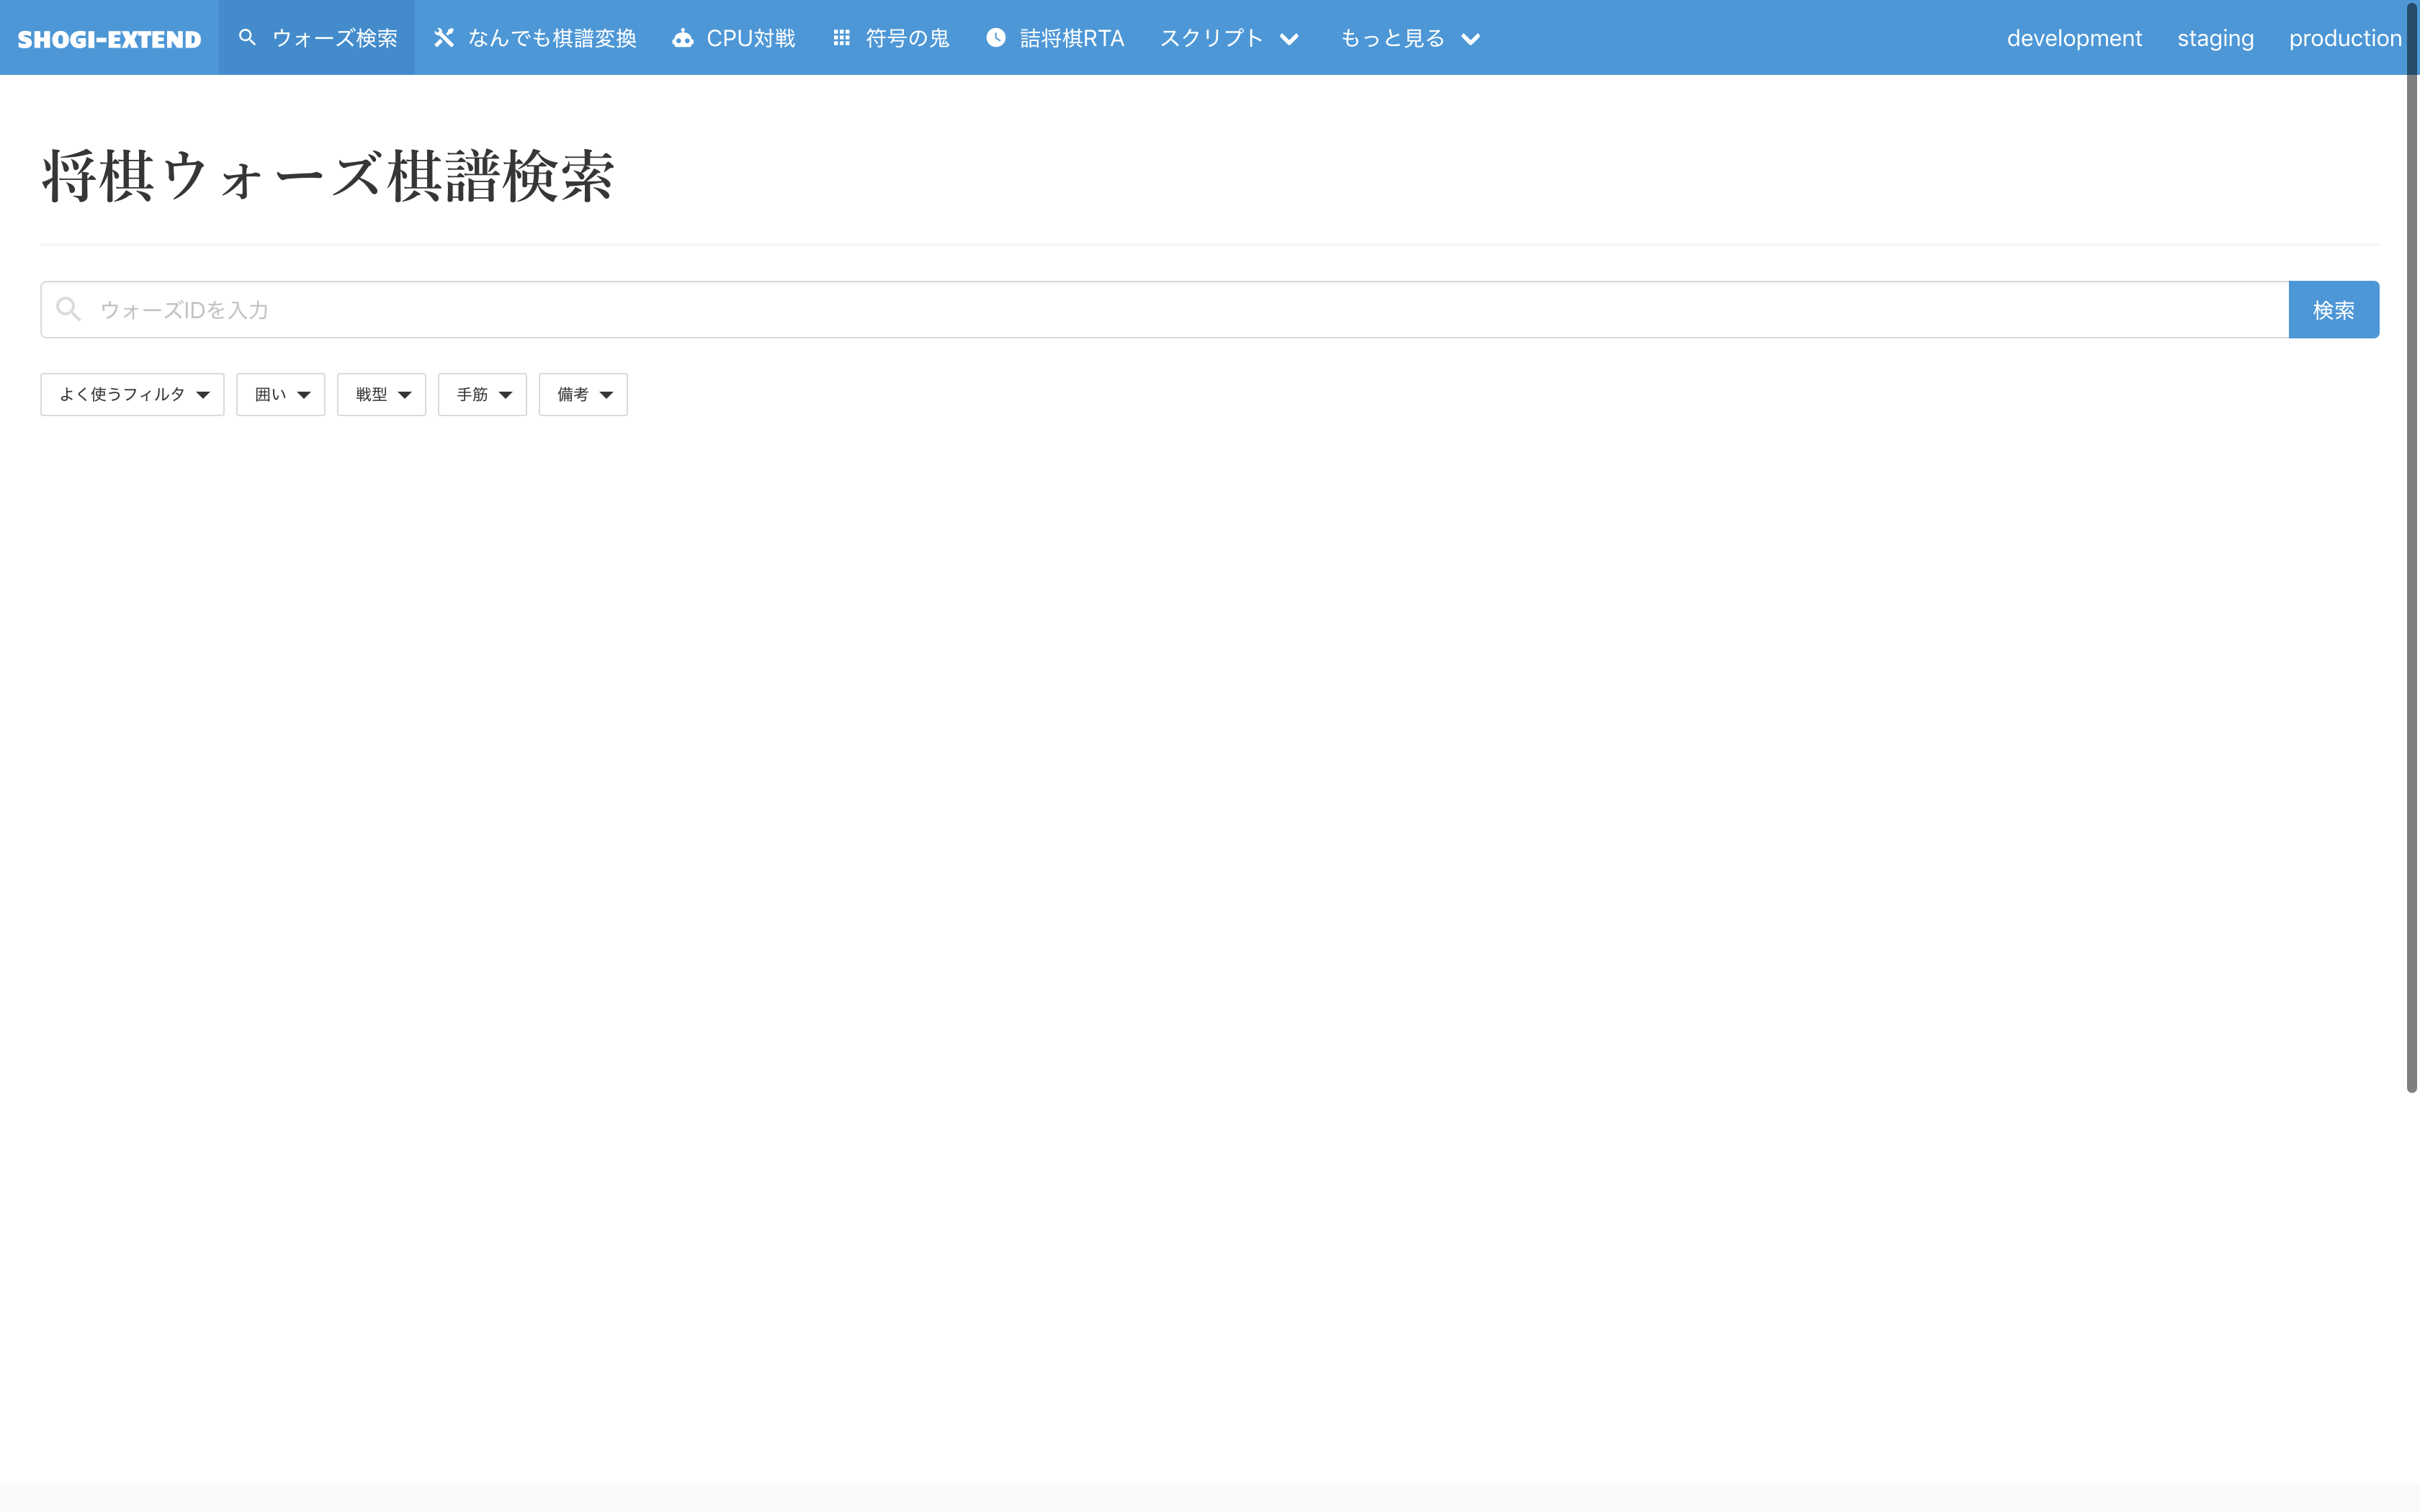 SHOGI-EXTEND ウォーズ検索 なんでも棋譜変換 CPU対戦 符号の鬼 詰将棋RTA スクリプト もっと見る development staging production
将棋ウォーズ棋譜検索
ウォーズIDを入力 検索
よく使うフィルタ 囲い 戦型 手筋 備考